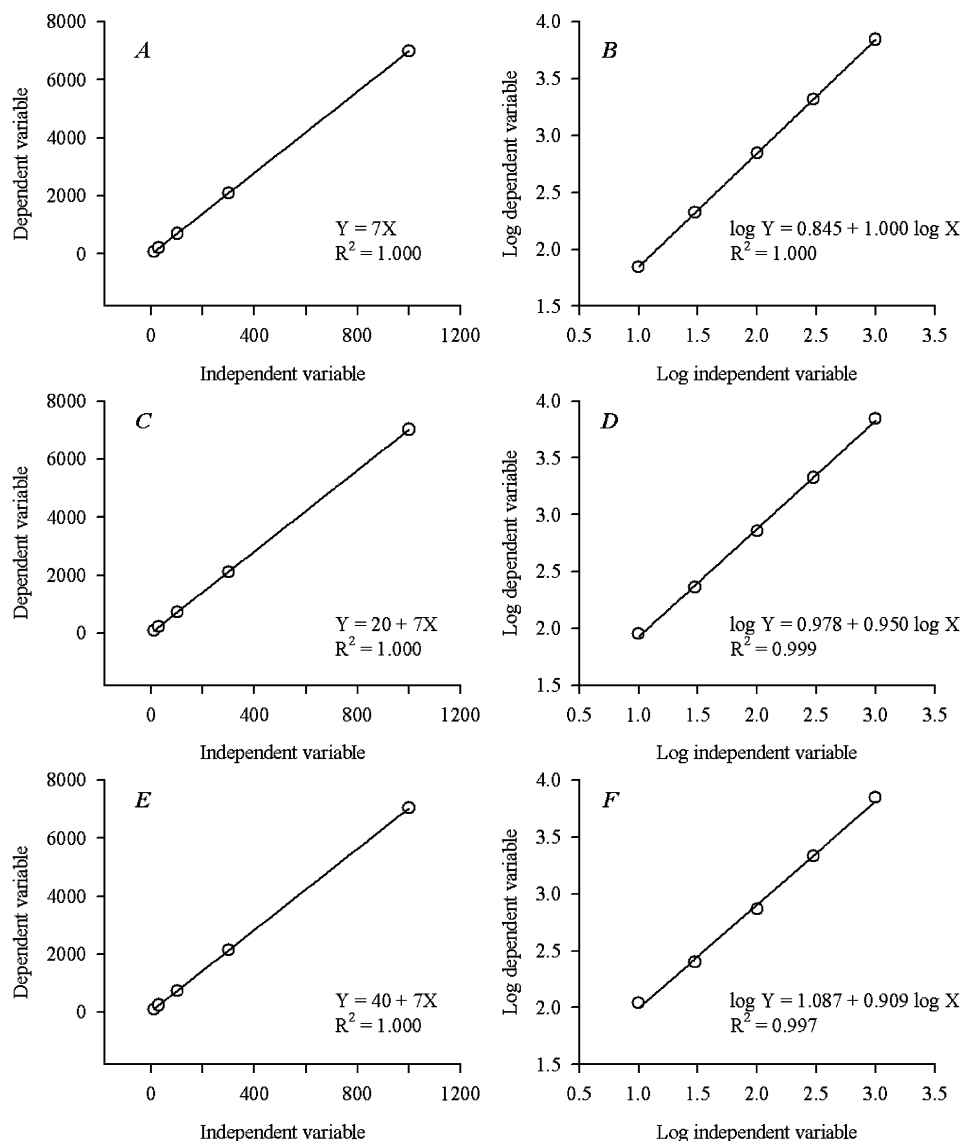 A
8000
6000
4000
2000
0
Dependent variable
Y = 7X
R² = 1.000
0 400 800 1200
Independent variable
B
4.0
3.5
3.0
2.5
2.0
1.5
Log dependent variable
log Y = 0.845 + 1.000 log X
R² = 1.000
0.5 1.0 1.5 2.0 2.5 3.0 3.5
Log independent variable
C
8000
6000
4000
2000
0
Dependent variable
Y = 20 + 7X
R² = 1.000
0 400 800 1200
Independent variable
D
4.0
3.5
3.0
2.5
2.0
1.5
Log dependent variable
log Y = 0.978 + 0.950 log X
R² = 0.999
0.5 1.0 1.5 2.0 2.5 3.0 3.5
Log independent variable
E
8000
6000
4000
2000
0
Dependent variable
Y = 40 + 7X
R² = 1.000
0 400 800 1200
Independent variable
F
4.0
3.5
3.0
2.5
2.0
1.5
Log dependent variable
log Y = 1.087 + 0.909 log X
R² = 0.997
0.5 1.0 1.5 2.0 2.5 3.0 3.5
Log independent variable